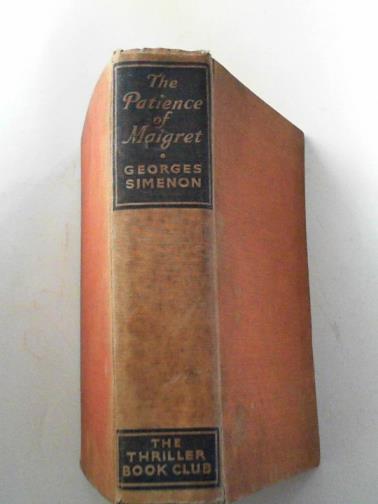 The
Patience
of
Maigret
•
GEORGES
SIMENON
THE
THRILLER
BOOK CLUB